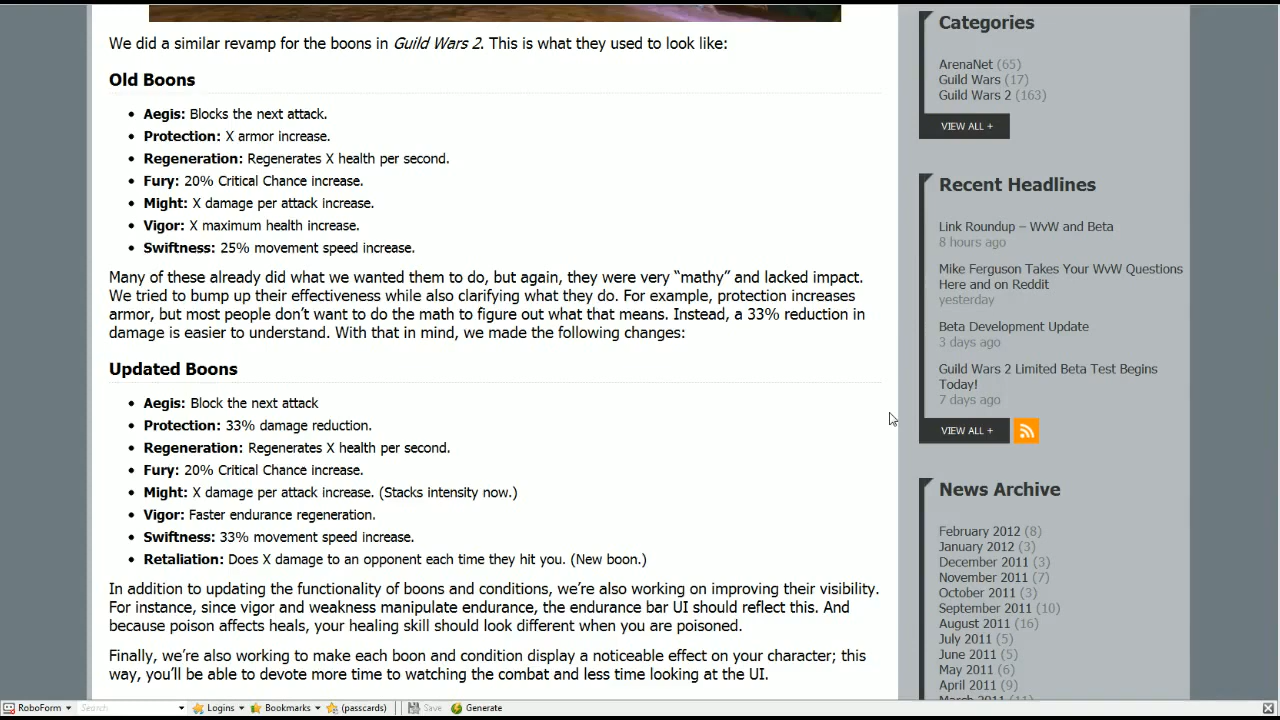 We did a similar revamp for the boons in Guild Wars 2. This is what they used to look like:
Old Boons
Aegis: Blocks the next attack.
Protection: X armor increase.
Regeneration: Regenerates X health per second.
Fury: 20% Critical Chance increase.
Might: X damage per attack increase.
Vigor: X maximum health increase.
Swiftness: 25% movement speed increase.
Many of these already did what we wanted them to do, but again, they were very “mathy” and lacked impact.
We tried to bump up their effectiveness while also clarifying what they do. For example, protection increases
armor, but most people don’t want to do the math to figure out what that means. Instead, a 33% reduction in
damage is easier to understand. With that in mind, we made the following changes:
Updated Boons
Aegis: Block the next attack
Protection: 33% damage reduction.
Regeneration: Regenerates X health per second.
Fury: 20% Critical Chance increase.
Might: X damage per attack increase. (Stacks intensity now.)
Vigor: Faster endurance regeneration.
Swiftness: 33% movement speed increase.
Retaliation: Does X damage to an opponent each time they hit you. (New boon.)
In addition to updating the functionality of boons and conditions, we’re also working on improving their visibility.
For instance, since vigor and weakness manipulate endurance, the endurance bar UI should reflect this. And
because poison affects heals, your healing skill should look different when you are poisoned.
Finally, we’re also working to make each boon and condition display a noticeable effect on your character; this
way, you’ll be able to devote more time to watching the combat and less time looking at the UI.
Categories
ArenaNet (65)
Guild Wars (17)
Guild Wars 2 (163)
VIEW ALL +
Recent Headlines
Link Roundup – WvW and Beta
8 hours ago
Mike Ferguson Takes Your WvW Questions
Here and on Reddit
yesterday
Beta Development Update
3 days ago
Guild Wars 2 Limited Beta Test Begins
Today!
7 days ago
VIEW ALL +
News Archive
February 2012 (8)
January 2012 (3)
December 2011 (3)
November 2011 (7)
October 2011 (3)
September 2011 (10)
August 2011 (16)
July 2011 (5)
June 2011 (5)
May 2011 (6)
April 2011 (9)
March 2011 (11)
RoboForm Search Logins Bookmarks (passcards) Save Generate